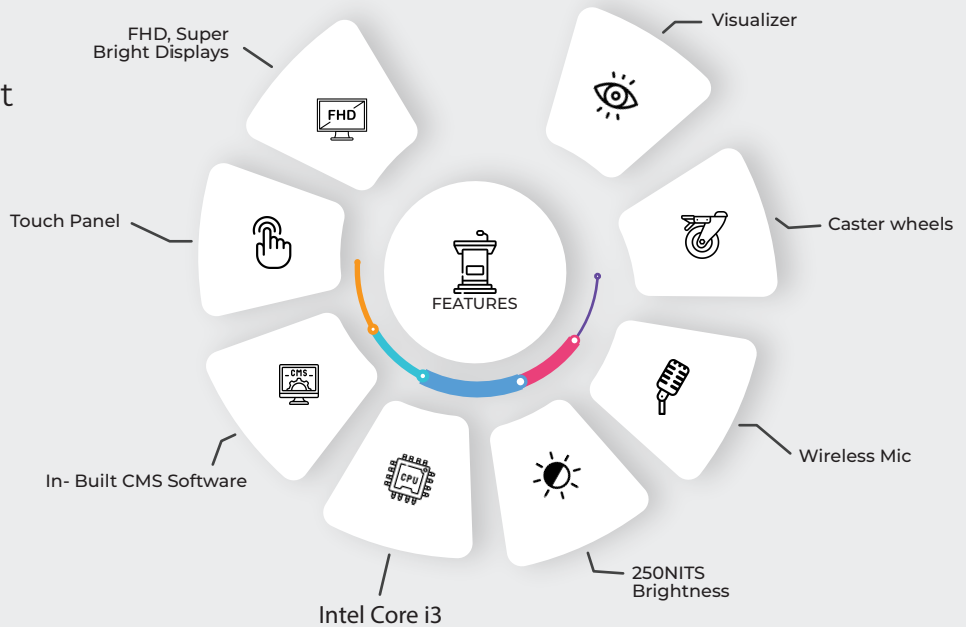 FHD, Super
Bright Displays
Visualizer
t
FHD
Touch Panel
Caster wheels
FEATURES
CMS
In- Built CMS Software
Wireless Mic
CPU
250NITS
Brightness
Intel Core i3